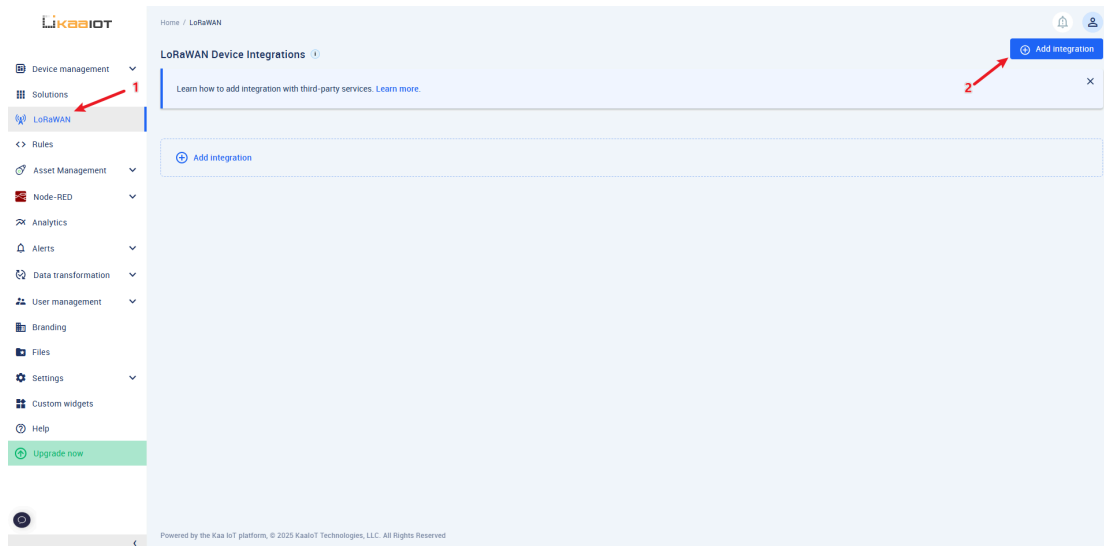 KaaIoT
Home / LoRaWAN
LoRaWAN Device Integrations i
Add integration
Learn how to add integration with third-party services. Learn more.
1
2
Device management
Solutions
LoRaWAN
Rules
Asset Management
Node-RED
Analytics
Alerts
Data transformation
User management
Branding
Files
Settings
Custom widgets
Help
Upgrade now
Add integration
Powered by the Kaa IoT platform, © 2025 KaaIoT Technologies, LLC. All Rights Reserved